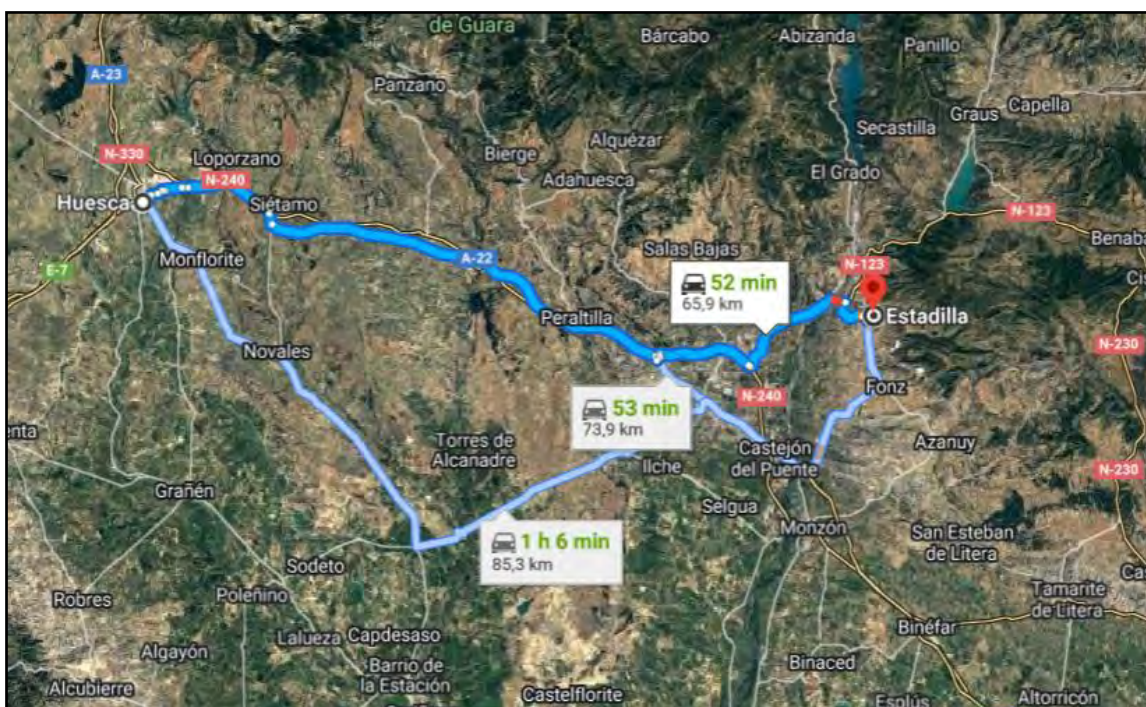 de Guara
Bárcabo
Abizanda
Panillo
A-23
Panzano
Graus
Capella
Secastilla
Alquézar
N-330
Loporzano
Bierge
El Grado
N-240
Adahuesca
Huesca
Siétamo
N-123
Benaba
Salas Bajas
Monflorite
A-22
N-123
E-7
52 min
65,9 km
Peraltilla
Estadilla
Novales
N-230
Fonz
N-240
53 min
73,9 km
Torres de
Alcanadre
Azanuy
Castejón
del Puente
Ilche
N-230
Grañén
Selgua
Monzón
1 h 6 min
85,3 km
San Esteban
de Litera
Sodeto
Tamarite
de Litera
Robres
Poleñino
Lalueza
Capdesaso
Binéfar
Algayón
Barrio de
la Estación
Binaced
Alcubierre
Castelflorite
Esplús
Altorricón